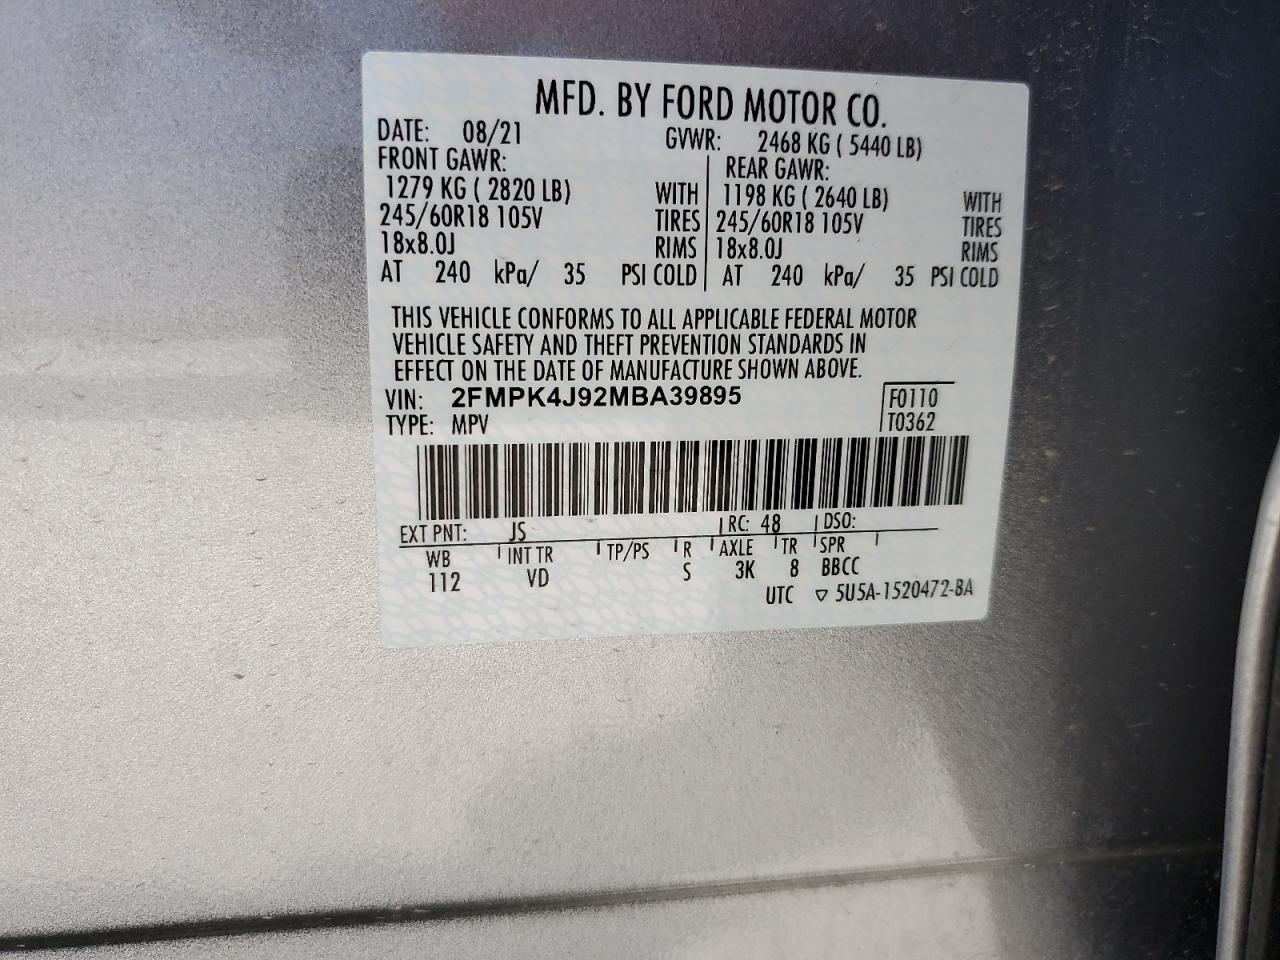 MFD. BY FORD MOTOR CO.
DATE: 08/21 GVWR: 2468 KG ( 5440 LB)
FRONT GAWR: REAR GAWR:
1279 KG ( 2820 LB) WITH 1198 KG ( 2640 LB) WITH
245/60R18 105V TIRES 245/60R18 105V TIRES
18x8.0J RIMS 18x8.0J RIMS
AT 240 kPa/ 35 PSI COLD AT 240 kPa/ 35 PSI COLD
THIS VEHICLE CONFORMS TO ALL APPLICABLE FEDERAL MOTOR
VEHICLE SAFETY AND THEFT PREVENTION STANDARDS IN
EFFECT ON THE DATE OF MANUFACTURE SHOWN ABOVE.
VIN: 2FMPK4J92MBA39895 F0110
TYPE: MPV T0362
EXT PNT: JS RC: 48 DSO:
WB INT TR TP/PS R AXLE TR SPR
112 VD S 3K 8 BBCC
UTC ▽ 5U5A-1520472-BA